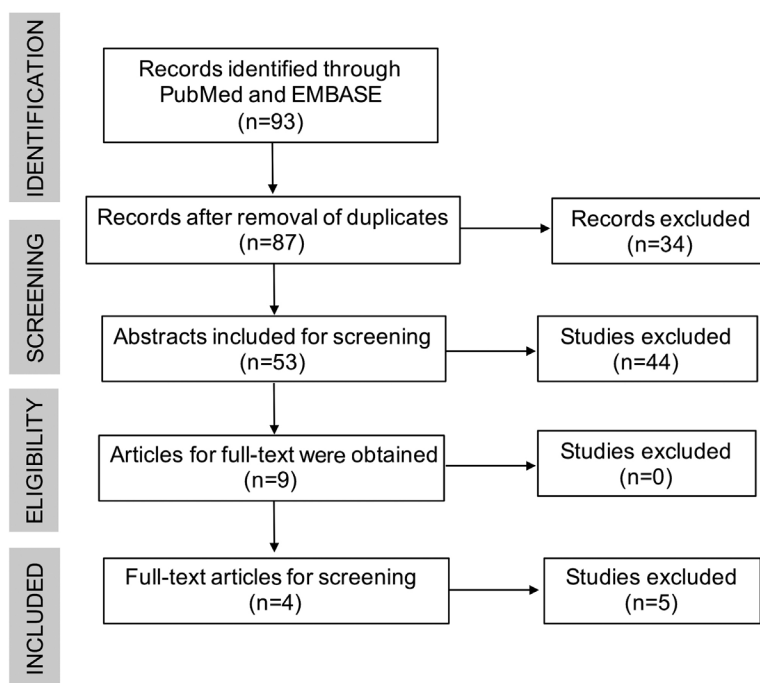 IDENTIFICATION
Records identified through
PubMed and EMBASE
(n=93)
SCREENING
Records after removal of duplicates
(n=87)
Records excluded
(n=34)
Abstracts included for screening
(n=53)
Studies excluded
(n=44)
ELIGIBILITY
Articles for full-text were obtained
(n=9)
Studies excluded
(n=0)
INCLUDED
Full-text articles for screening
(n=4)
Studies excluded
(n=5)